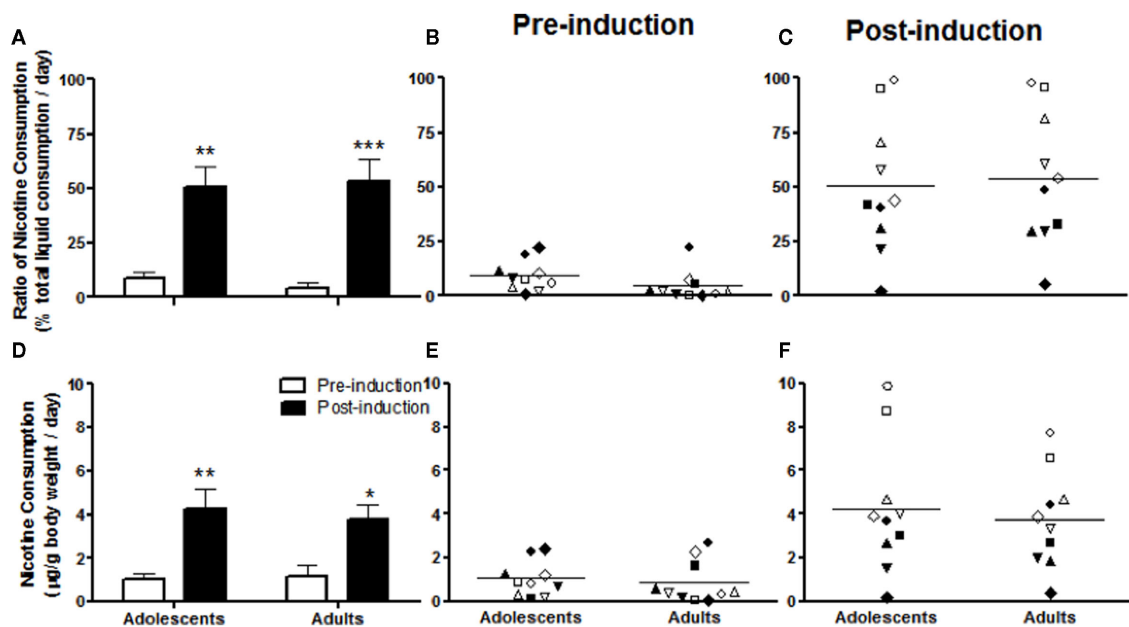 Pre-induction
Post-induction
A
B
C
Ratio of Nicotine Consumption
(% total liquid consumption / day)
100
75
50
25
0
**
***
100
75
50
25
0
100
75
50
25
0
D
E
F
Nicotine Consumption
(µg/g body weight / day)
10
8
6
4
2
0
**
*
Pre-induction
Post-induction
Adolescents
Adults
10
8
6
4
2
0
Adolescents
Adults
10
8
6
4
2
0
Adolescents
Adults